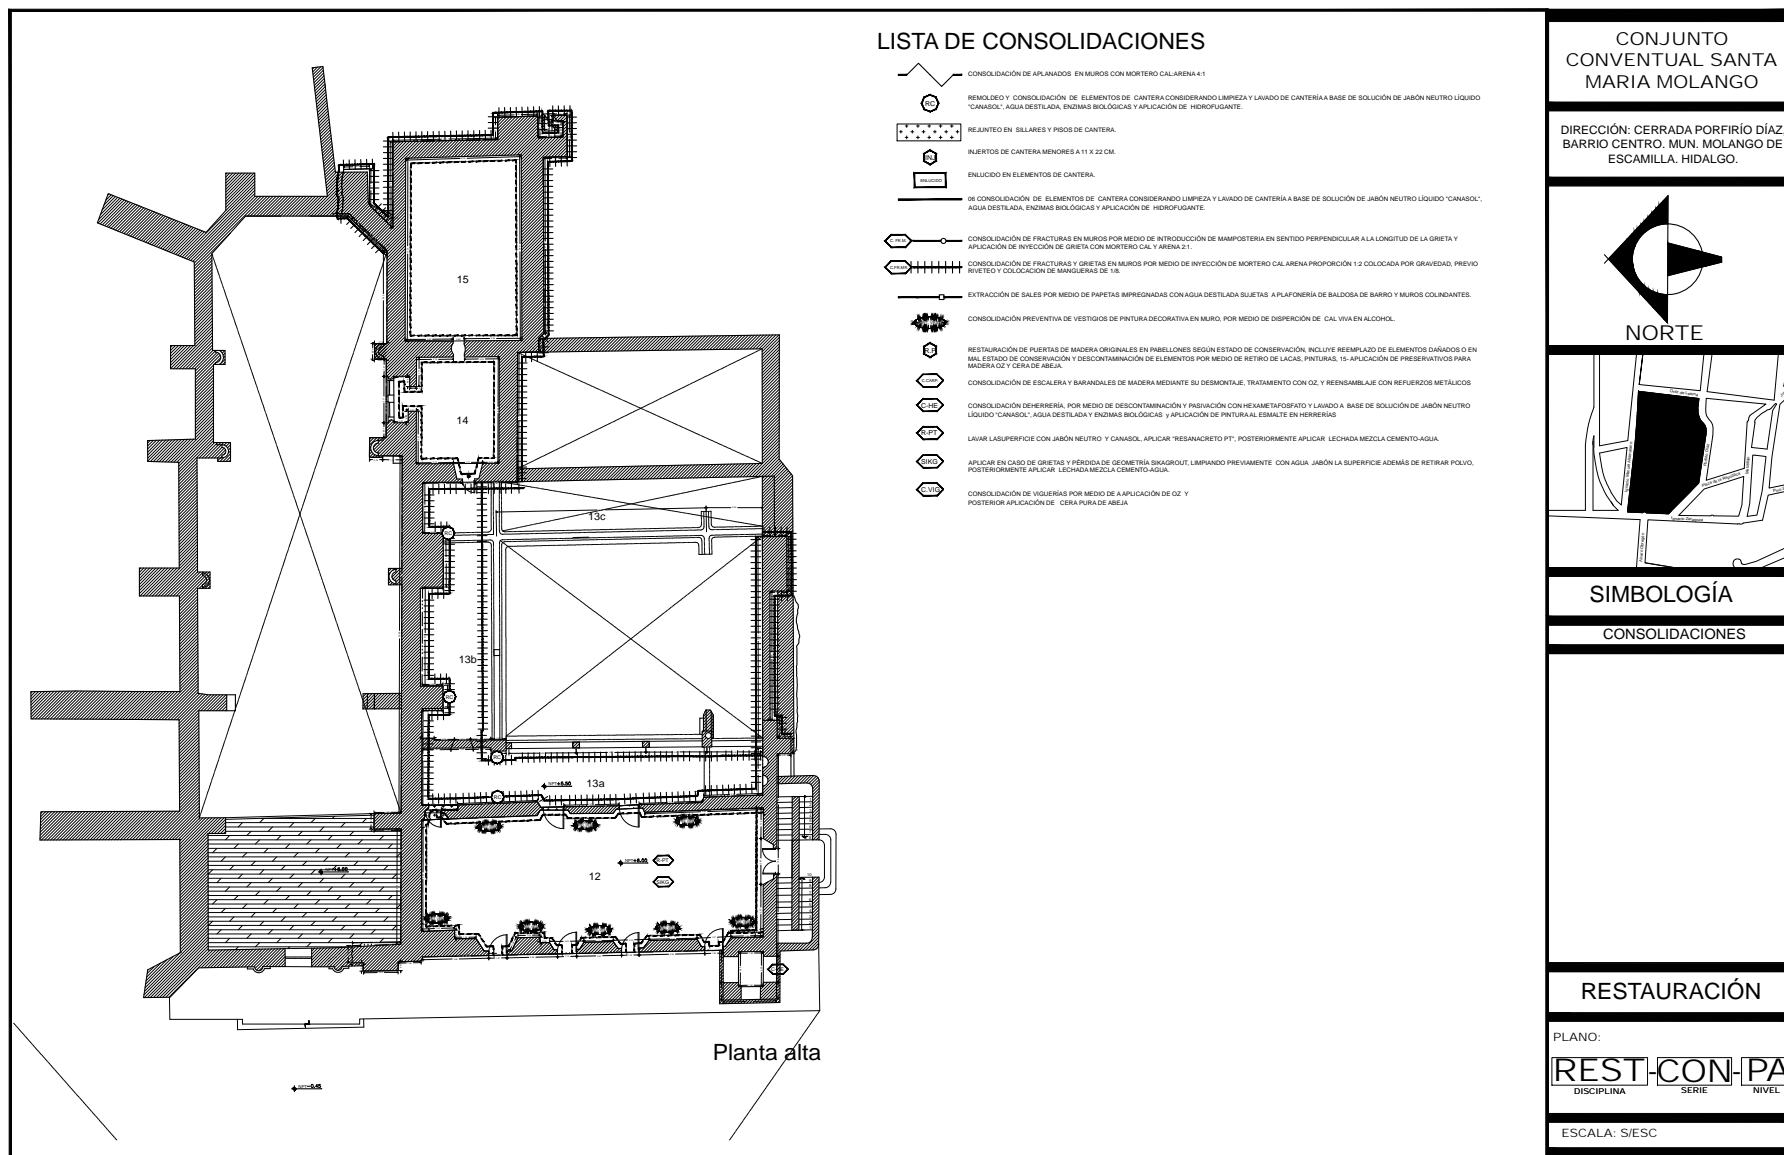 LISTA DE CONSOLIDACIONES
CONSOLIDACIÓN DE APLANADOS EN MUROS CON MORTERO CAL:ARENA 4:1
RC
REMOLDEO Y CONSOLIDACIÓN DE ELEMENTOS DE CANTERA CONSIDERANDO LIMPIEZA Y LAVADO DE CANTERÍA A BASE DE SOLUCIÓN DE JABÓN NEUTRO LÍQUIDO
"CANASOL", AGUA DESTILADA, ENZIMAS BIOLÓGICAS Y APLICACIÓN DE HIDROFUGANTE.
REJUNTEO EN SILLARES Y PISOS DE CANTERA.
INJ
INJERTOS DE CANTERA MENORES A 11 X 22 CM.
ENLUCIDO
ENLUCIDO EN ELEMENTOS DE CANTERA.
06 CONSOLIDACIÓN DE ELEMENTOS DE CANTERA CONSIDERANDO LIMPIEZA Y LAVADO DE CANTERÍA A BASE DE SOLUCIÓN DE JABÓN NEUTRO LÍQUIDO "CANASOL",
AGUA DESTILADA, ENZIMAS BIOLÓGICAS Y APLICACIÓN DE HIDROFUGANTE.
CONSOLIDACIÓN DE FRACTURAS EN MUROS POR MEDIO DE INTRODUCCIÓN DE MAMPOSTERIA EN SENTIDO PERPENDICULAR A LA LONGITUD DE LA GRIETA Y
APLICACIÓN DE INYECCIÓN DE GRIETA CON MORTERO CAL Y ARENA 2:1.
CONSOLIDACIÓN DE FRACTURAS Y GRIETAS EN MUROS POR MEDIO DE INYECCIÓN DE MORTERO CAL ARENA PROPORCIÓN 1:2 COLOCADA POR GRAVEDAD, PREVIO
RIVETEO Y COLOCACION DE MANGUERAS DE 1/8.
EXTRACCIÓN DE SALES POR MEDIO DE PAPETAS IMPREGNADAS CON AGUA DESTILADA SUJETAS A PLAFONERÍA DE BALDOSA DE BARRO Y MUROS COLINDANTES.
CONSOLIDACIÓN PREVENTIVA DE VESTIGIOS DE PINTURA DECORATIVA EN MURO, POR MEDIO DE DISPERCIÓN DE CAL VIVA EN ALCOHOL.
R.P
RESTAURACIÓN DE PUERTAS DE MADERA ORIGINALES EN PABELLONES SEGÚN ESTADO DE CONSERVACIÓN, INCLUYE REEMPLAZO DE ELEMENTOS DAÑADOS O EN
MAL ESTADO DE CONSERVACIÓN Y DESCONTAMINACIÓN DE ELEMENTOS POR MEDIO DE RETIRO DE LACAS, PINTURAS, 15- APLICACIÓN DE PRESERVATIVOS PARA
MADERA OZ Y CERA DE ABEJA.
C.CARP.
CONSOLIDACIÓN DE ESCALERA Y BARANDALES DE MADERA MEDIANTE SU DESMONTAJE, TRATAMIENTO CON OZ, Y REENSAMBLAJE CON REFUERZOS METÁLICOS
C-HE
CONSOLIDACIÓN DEHERRERÍA, POR MEDIO DE DESCONTAMINACIÓN Y PASIVACIÓN CON HEXAMETAFOSFATO Y LAVADO A BASE DE SOLUCIÓN DE JABÓN NEUTRO
LÍQUIDO "CANASOL", AGUA DESTILADA Y ENZIMAS BIOLÓGICAS y APLICACIÓN DE PINTURA AL ESMALTE EN HERRERÍAS
R-PT
LAVAR LASUPERFICIE CON JABÓN NEUTRO Y CANASOL, APLICAR "RESANACRETO PT", POSTERIORMENTE APLICAR LECHADA MEZCLA CEMENTO-AGUA.
SIKG
APLICAR EN CASO DE GRIETAS Y PÉRDIDA DE GEOMETRÍA SIKAGROUT, LIMPIANDO PREVIAMENTE CON AGUA JABÓN LA SUPERFICIE ADEMÁS DE RETIRAR POLVO,
POSTERIORMENTE APLICAR LECHADA MEZCLA CEMENTO-AGUA.
C.VIG
CONSOLIDACIÓN DE VIGUERÍAS POR MEDIO DE A APLICACIÓN DE OZ Y
POSTERIOR APLICACIÓN DE CERA PURA DE ABEJA
15
14
13c
RC
13b
RC
RC
13a
RC
R-PT
12
SIKG
Planta alta
CONJUNTO
CONVENTUAL SANTA
MARIA MOLANGO
DIRECCIÓN: CERRADA PORFIRÍO DÍAZ,
BARRIO CENTRO. MUN. MOLANGO DE
ESCAMILLA. HIDALGO.
NORTE
SIMBOLOGÍA
CONSOLIDACIONES
RESTAURACIÓN
PLANO:
REST-CON-PA
DISCIPLINA SERIE NIVEL
ESCALA: S/ESC